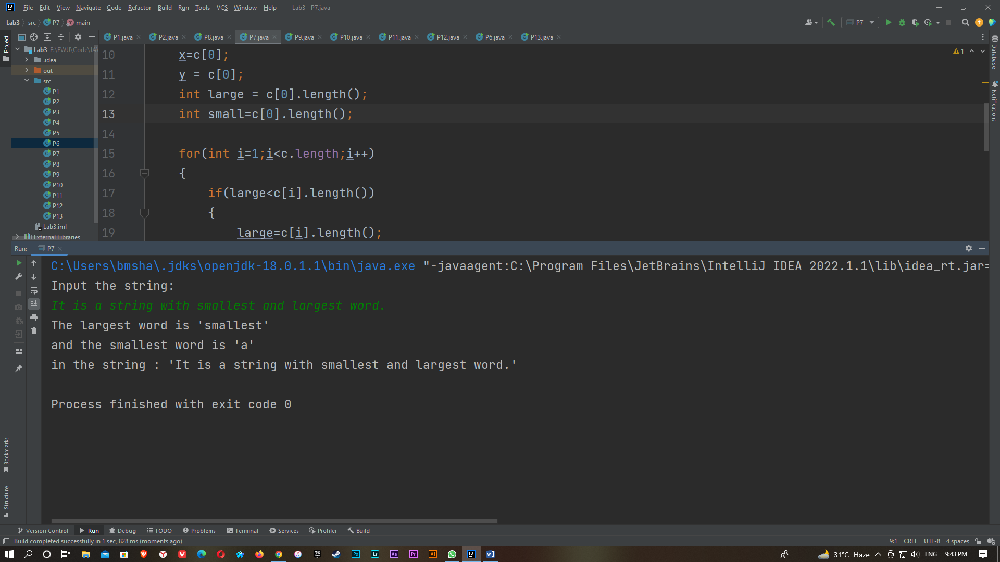 File Edit View Navigate Code Refactor Build Run Tools VCS Window Help Lab3 - P7.java
Lab3 src P7 main
P7
Project
P1.java P2.java P8.java P7.java P9.java P10.java P11.java P12.java P6.java P13.java
Lab3 F:\EWU\Code\JAV
.idea
out
src
P1
P2
P3
P4
P5
P6
P7
P8
P9
P10
P11
P12
P13
Lab3.iml
External Libraries
10 x=c[0];
11 y = c[0];
12 int large = c[0].length();
13 int small=c[0].length();
14
15 for(int i=1;i<c.length;i++)
16 {
17 if(large<c[i].length())
18 {
19 large=c[i].length();
1
Database
Notifications
Run: P7
C:\Users\bmsha\.jdks\openjdk-18.0.1.1\bin\java.exe "-javaagent:C:\Program Files\JetBrains\IntelliJ IDEA 2022.1.1\lib\idea_rt.jar=
Input the string:
It is a string with smallest and largest word.
The largest word is 'smallest'
and the smallest word is 'a'
in the string : 'It is a string with smallest and largest word.'
Process finished with exit code 0
Bookmarks
Structure
Version Control Run Debug TODO Problems Terminal Services Profiler Build
Build completed successfully in 1 sec, 828 ms (moments ago)
9:1 CRLF UTF-8 4 spaces
31°C Haze ENG 9:43 PM